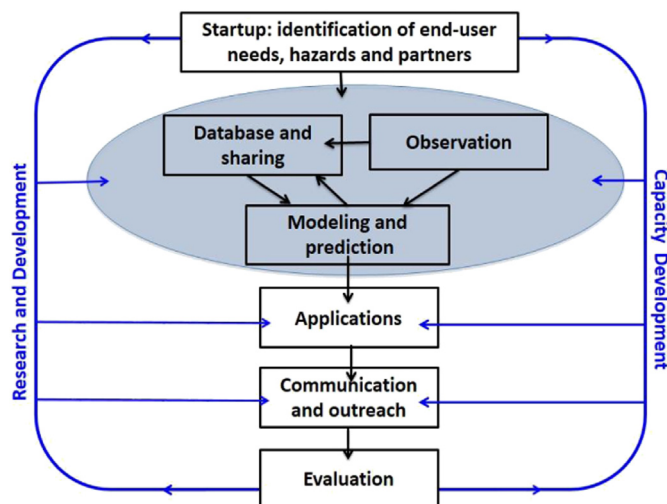 Startup: identification of end-user
needs, hazards and partners
Database and
sharing
Observation
Modeling and
prediction
Research and Development
Capacity Development
Applications
Communication
and outreach
Evaluation